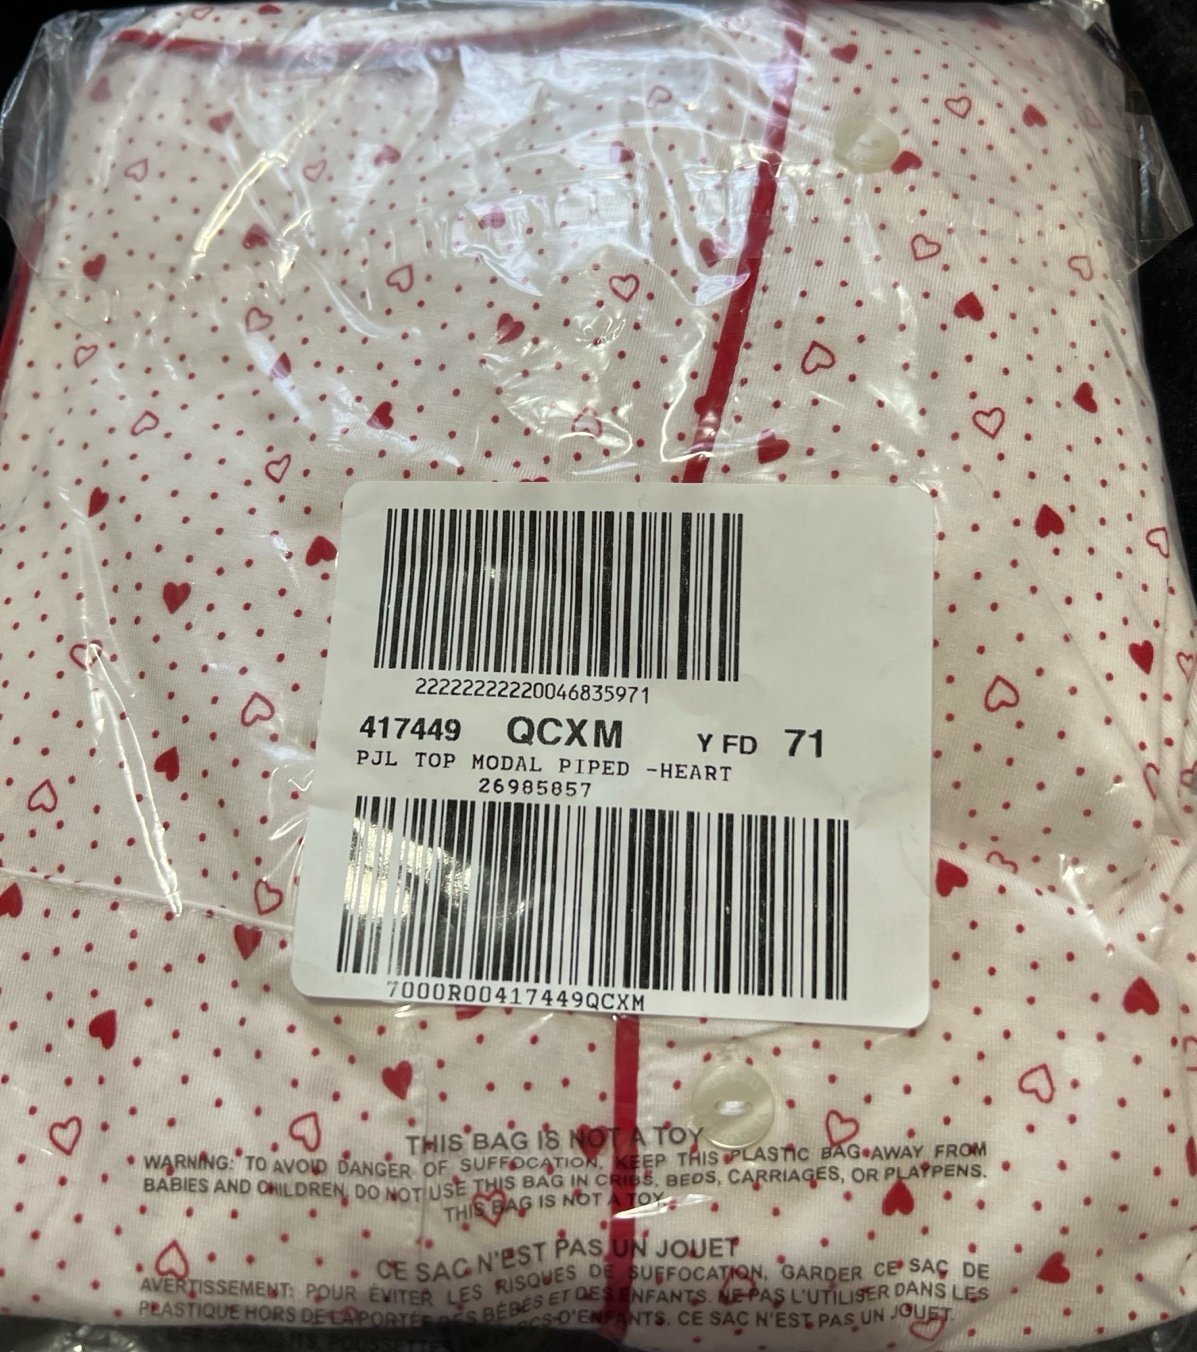 22222222220046835971
417449 QCXM Y FD 71
PJL TOP MODAL PIPED -HEART
26985857
7000R00417449QCXM
THIS BAG IS NOT A TOY
WARNING: TO AVOID DANGER OF SUFFOCATION, KEEP THIS PLASTIC BAG AWAY FROM
BABIES AND CHILDREN, DO NOT USE THIS BAG IN CRIBS, BEDS, CARRIAGES, OR PLAYPENS.
THIS BAG IS NOT A TOY.
CE SAC N'EST PAS UN JOUET
AVERTISSEMENT: POUR ÉVITER LES RISQUES DE SUFFOCATION, GARDER CE SAC DE
PLASTIQUE HORS DE LA PORTÉE DES BÉBÉS ET DES ENFANTS. NE PAS L'UTILISER DANS LES
PARCS-D'ENFANTS. CE SAC N'EST PAS UN JOUET.